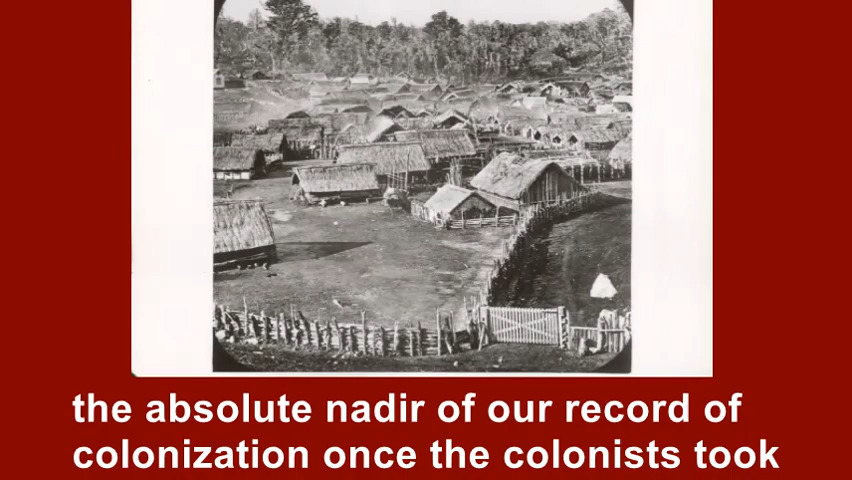 the absolute nadir of our record of
colonization once the colonists took